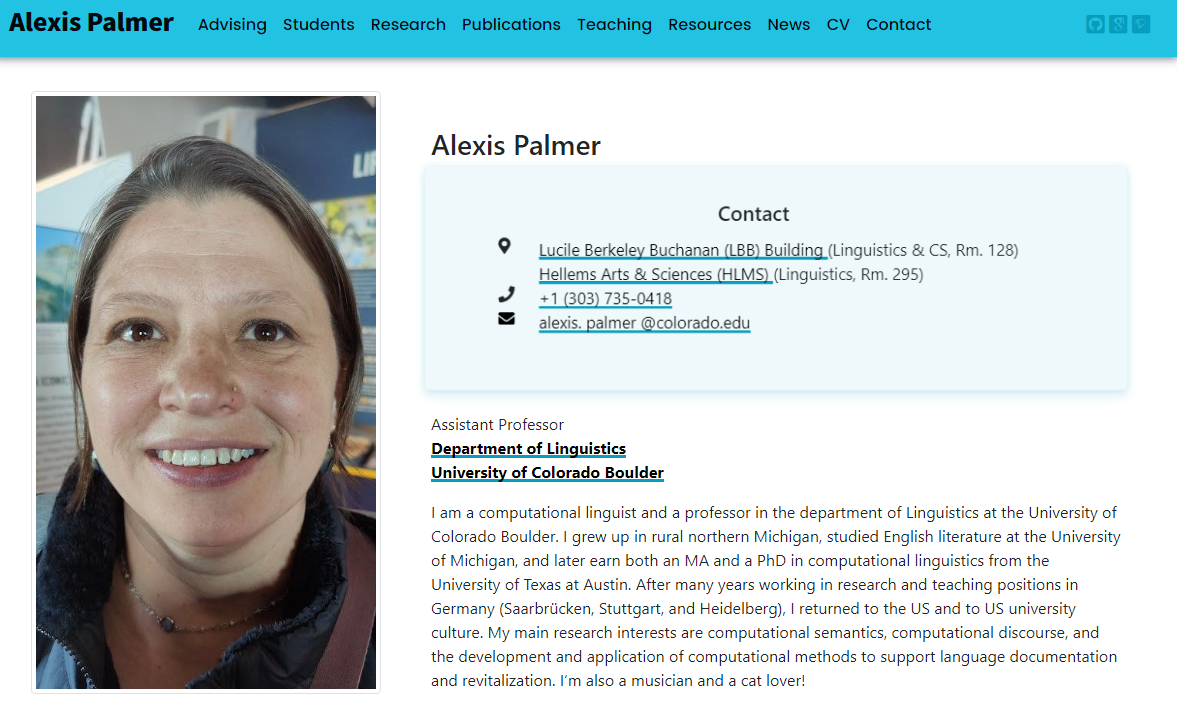 Alexis Palmer Advising Students Research Publications Teaching Resources News CV Contact
LI
Alexis Palmer
Contact
Lucile Berkeley Buchanan (LBB) Building (Linguistics & CS, Rm. 128)
Hellems Arts & Sciences (HLMS) (Linguistics, Rm. 295)
+1 (303) 735-0418
alexis. palmer @colorado.edu
Assistant Professor
Department of Linguistics
University of Colorado Boulder
I am a computational linguist and a professor in the department of Linguistics at the University of
Colorado Boulder. I grew up in rural northern Michigan, studied English literature at the University
of Michigan, and later earn both an MA and a PhD in computational linguistics from the
University of Texas at Austin. After many years working in research and teaching positions in
Germany (Saarbrücken, Stuttgart, and Heidelberg), I returned to the US and to US university
culture. My main research interests are computational semantics, computational discourse, and
the development and application of computational methods to support language documentation
and revitalization. I'm also a musician and a cat lover!